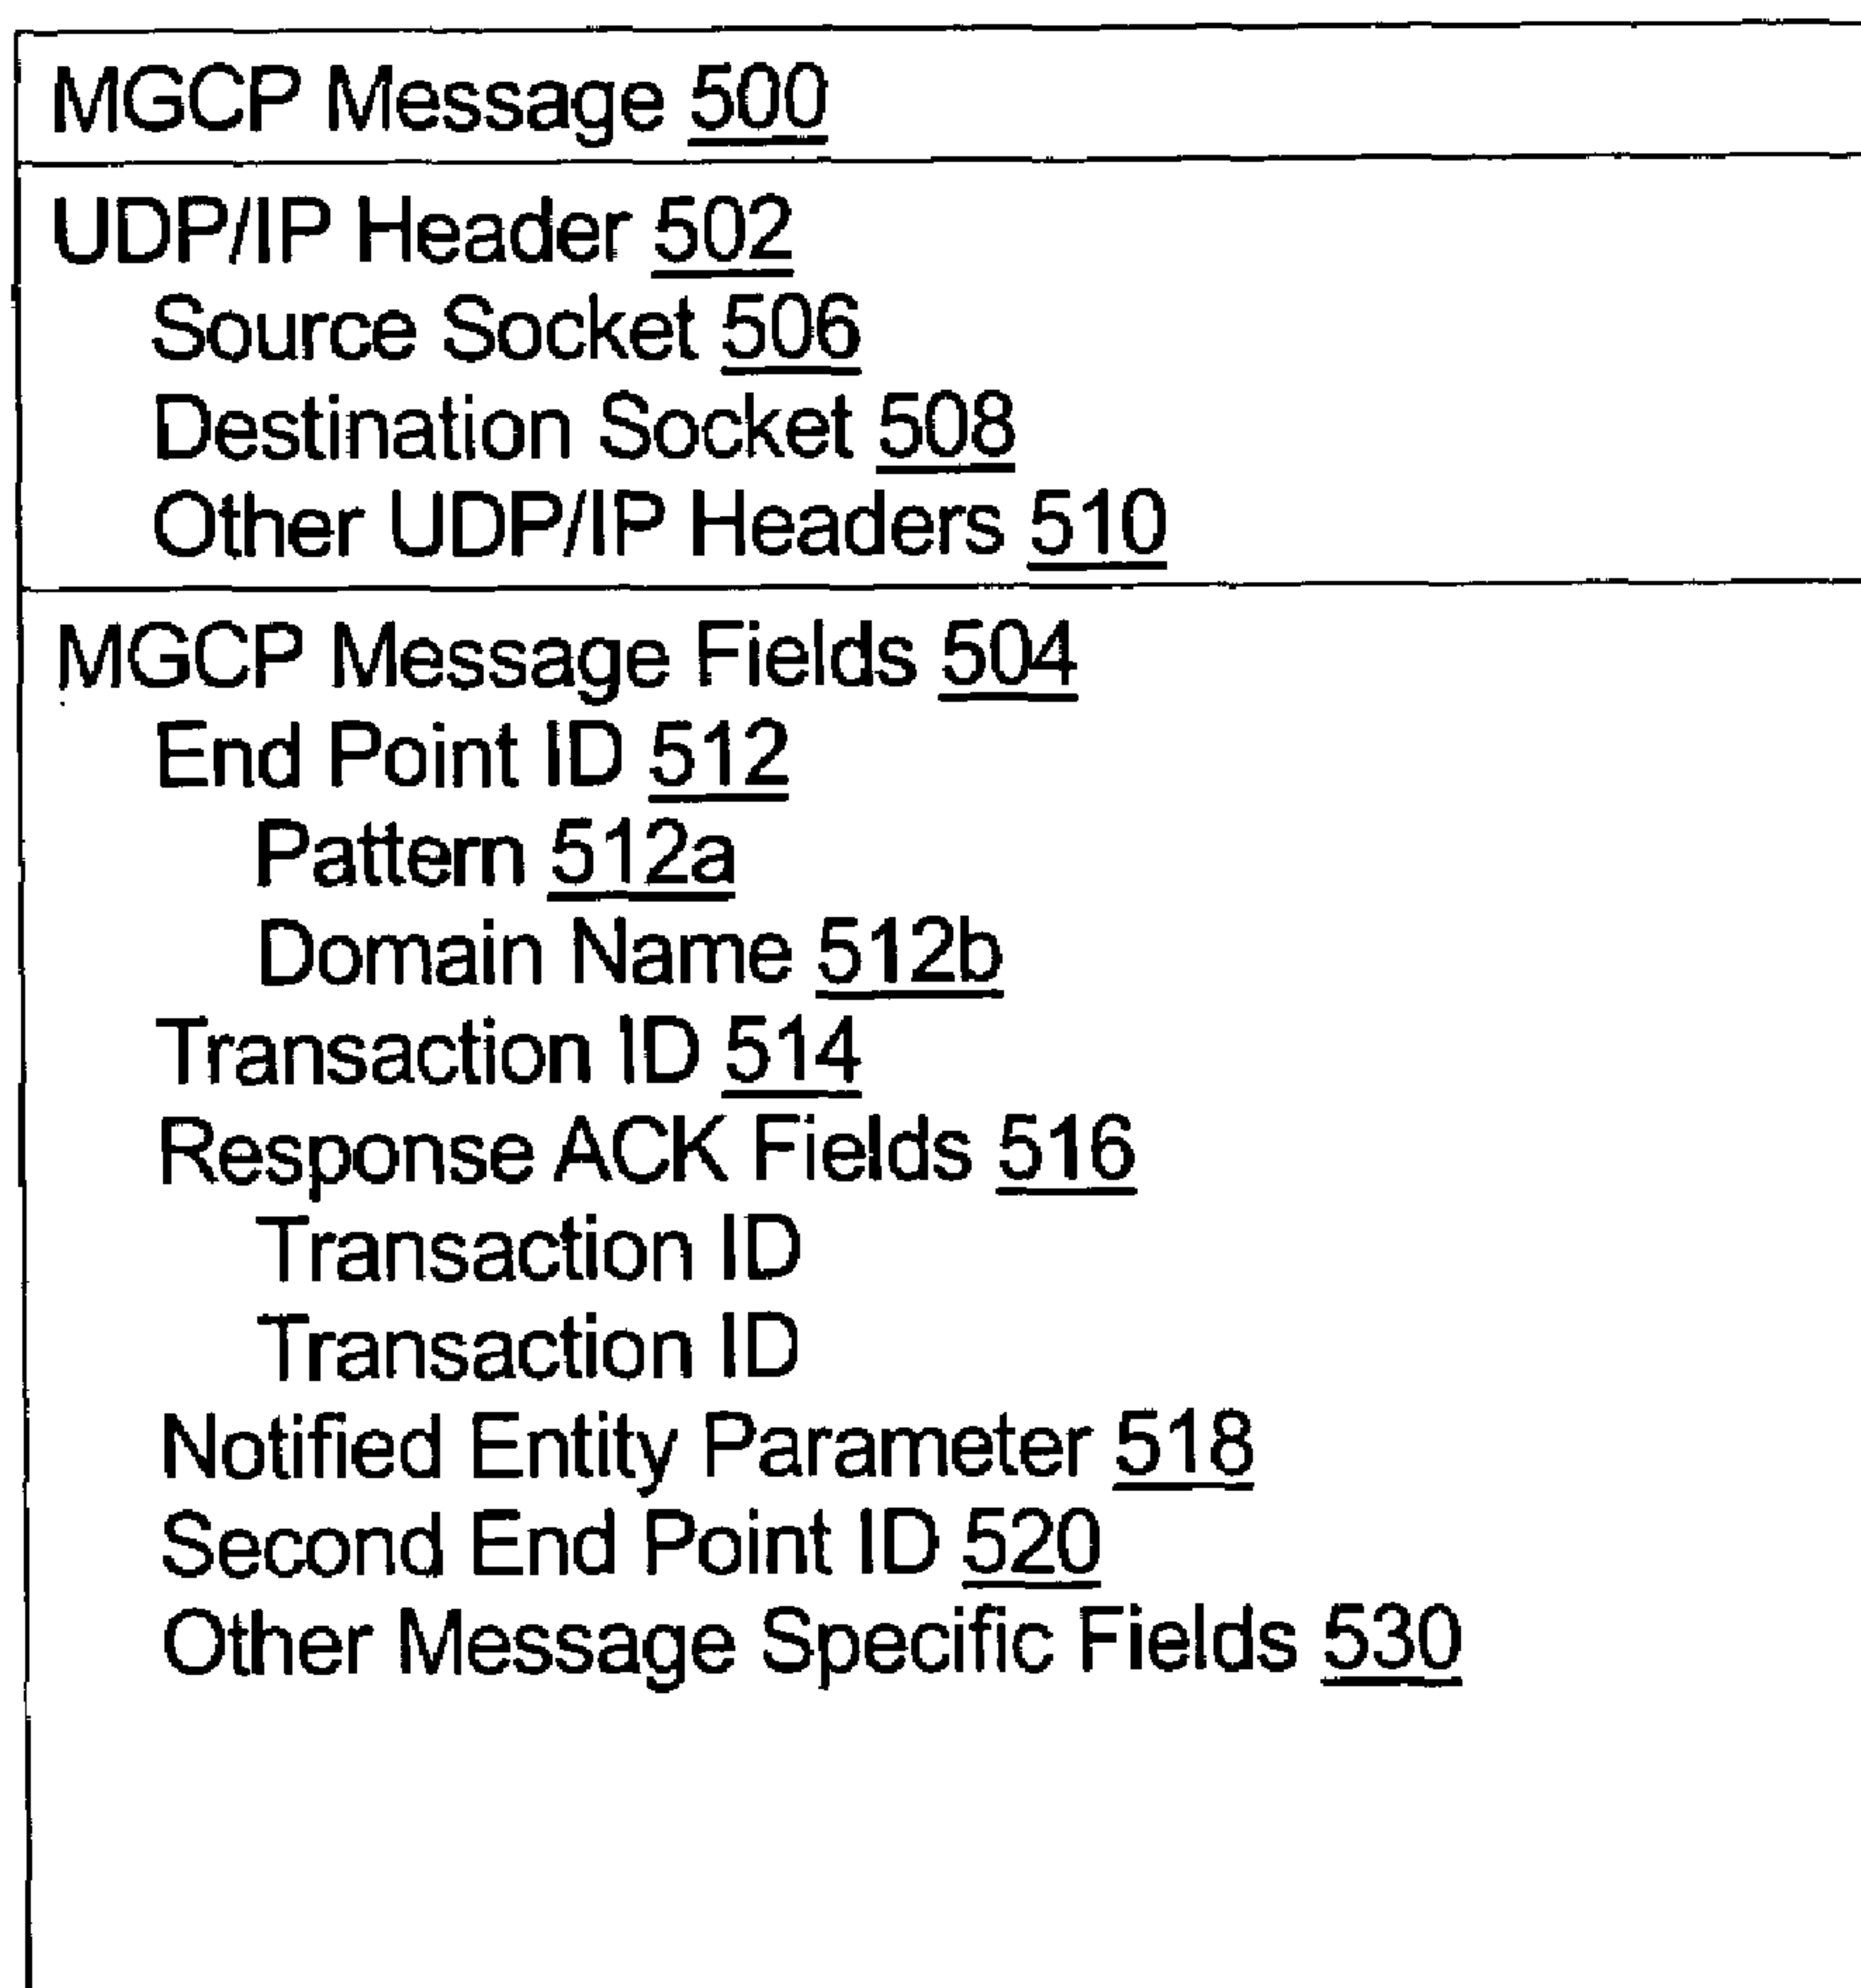 MGCP Message 500
UDP/IP Header 502
Source Socket 506
Destination Socket 508
Other UDP/IP Headers 510
MGCP Message Fields 504
End Point ID 512
Pattern 512a
Domain Name 512b
Transaction ID 514
Response ACK Fields 516
Transaction ID
Transaction ID
Notified Entity Parameter 518
Second End Point ID 520
Other Message Specific Fields 530